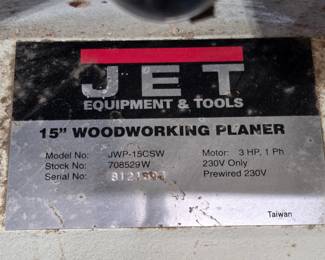 JET
EQUIPMENT & TOOLS
15" WOODWORKING PLANER
Model No: JWP-15CSW Motor: 3 HP, 1 Ph
Stock No: 708529W 230V Only
Serial No: Prewired 230V
Taiwan